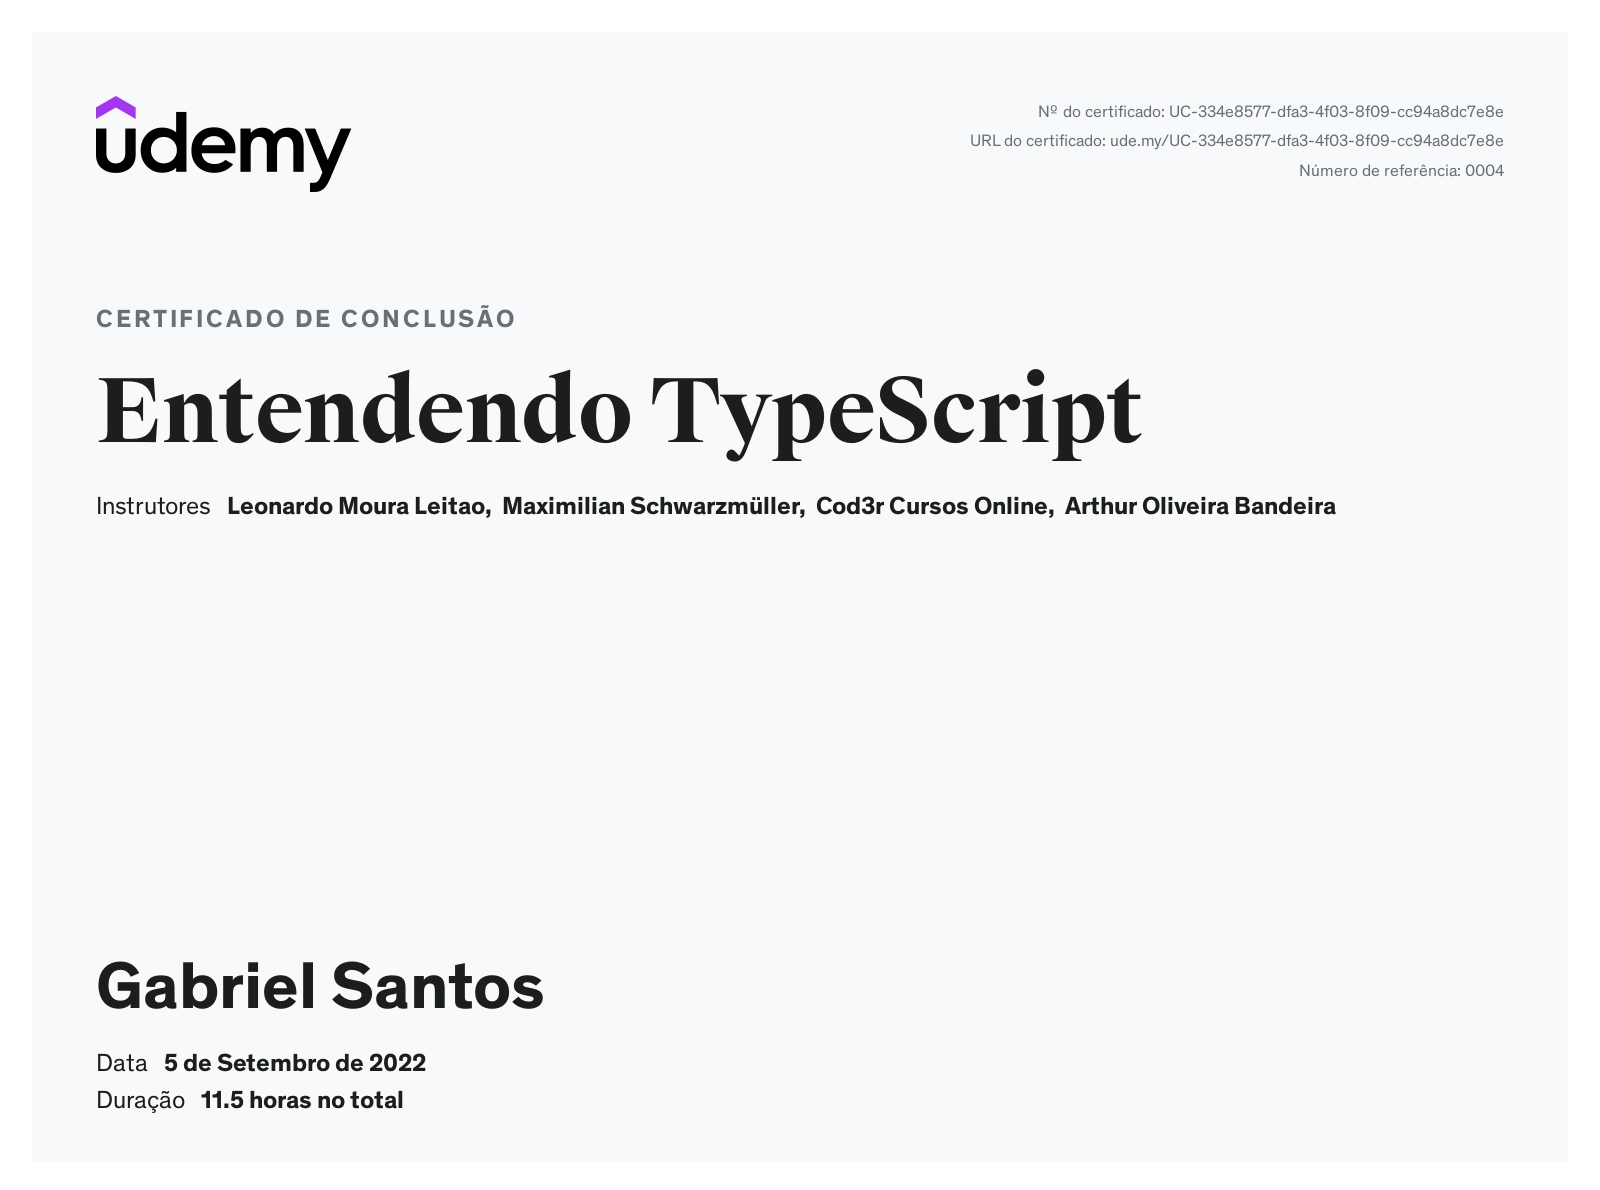 udemy
Nº do certificado: UC-334e8577-dfa3-4f03-8f09-cc94a8dc7e8e
URL do certificado: ude.my/UC-334e8577-dfa3-4f03-8f09-cc94a8dc7e8e
Número de referência: 0004
CERTIFICADO DE CONCLUSÃO
Entendendo TypeScript
Instrutores Leonardo Moura Leitao, Maximilian Schwarzmüller, Cod3r Cursos Online, Arthur Oliveira Bandeira
Gabriel Santos
Data 5 de Setembro de 2022
Duração 11.5 horas no total